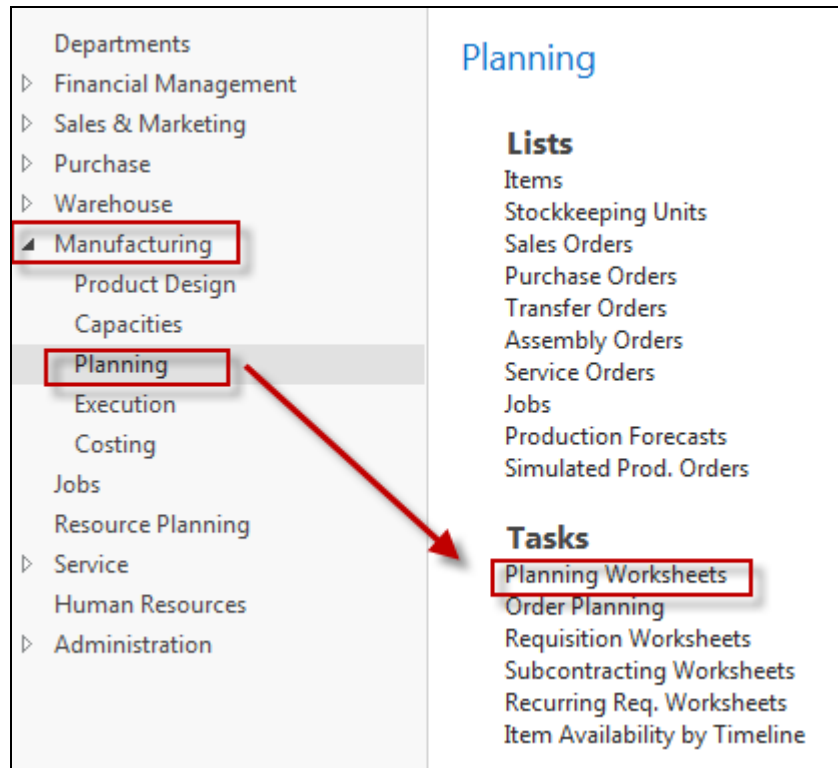 Departments
Financial Management
Sales & Marketing
Purchase
Warehouse
Manufacturing
Product Design
Capacities
Planning
Execution
Costing
Jobs
Resource Planning
Service
Human Resources
Administration
Planning
Lists
Items
Stockkeeping Units
Sales Orders
Purchase Orders
Transfer Orders
Assembly Orders
Service Orders
Jobs
Production Forecasts
Simulated Prod. Orders
Tasks
Planning Worksheets
Order Planning
Requisition Worksheets
Subcontracting Worksheets
Recurring Req. Worksheets
Item Availability by Timeline